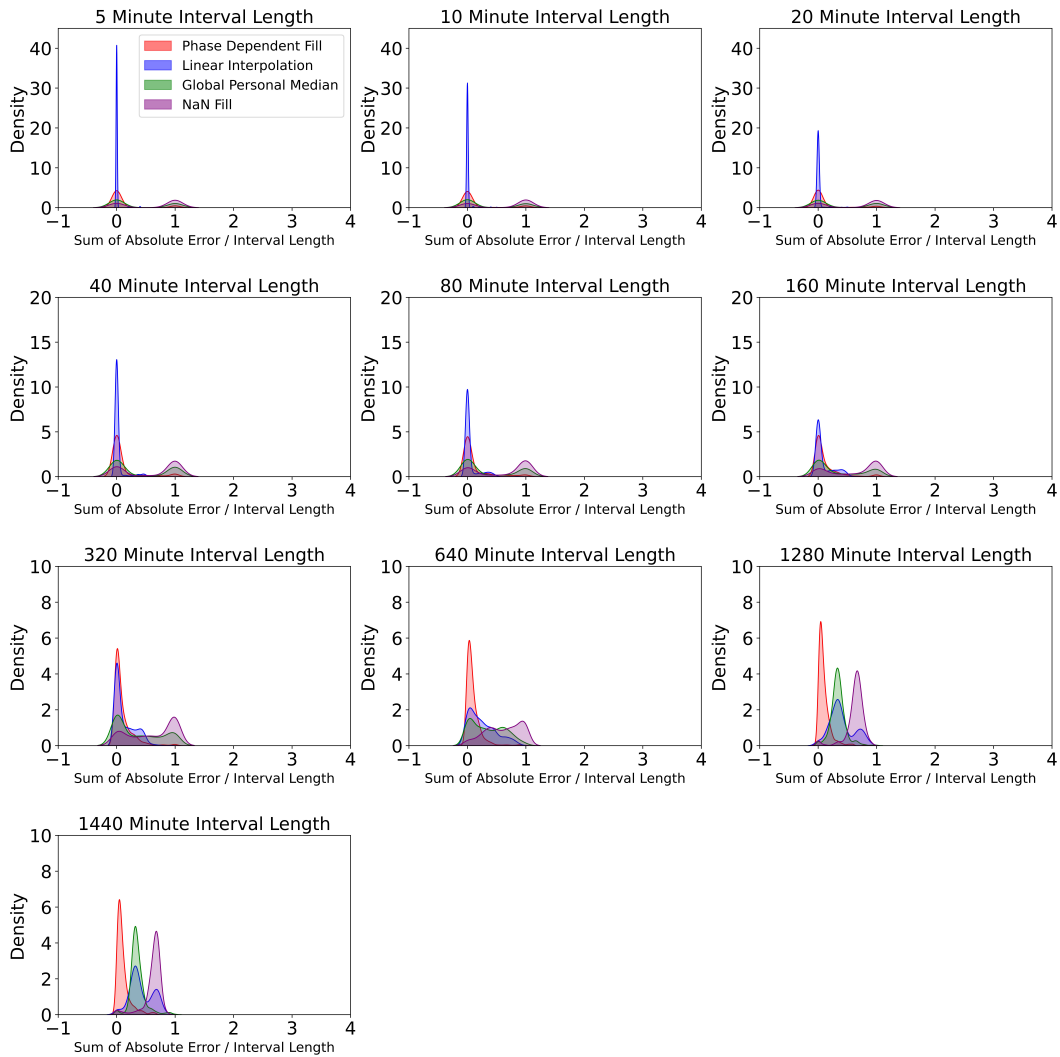 5 Minute Interval Length
10 Minute Interval Length
20 Minute Interval Length
Density
40
30
20
10
0
Phase Dependent Fill
Linear Interpolation
Global Personal Median
NaN Fill
−1 0 1 2 3 4
Sum of Absolute Error / Interval Length
Density
40
30
20
10
0
−1 0 1 2 3 4
Sum of Absolute Error / Interval Length
Density
40
30
20
10
0
−1 0 1 2 3 4
Sum of Absolute Error / Interval Length
40 Minute Interval Length
80 Minute Interval Length
160 Minute Interval Length
Density
20
15
10
5
0
−1 0 1 2 3 4
Sum of Absolute Error / Interval Length
Density
20
15
10
5
0
−1 0 1 2 3 4
Sum of Absolute Error / Interval Length
Density
20
15
10
5
0
−1 0 1 2 3 4
Sum of Absolute Error / Interval Length
320 Minute Interval Length
640 Minute Interval Length
1280 Minute Interval Length
Density
10
8
6
4
2
0
−1 0 1 2 3 4
Sum of Absolute Error / Interval Length
Density
10
8
6
4
2
0
−1 0 1 2 3 4
Sum of Absolute Error / Interval Length
Density
10
8
6
4
2
0
−1 0 1 2 3 4
Sum of Absolute Error / Interval Length
1440 Minute Interval Length
Density
10
8
6
4
2
0
−1 0 1 2 3 4
Sum of Absolute Error / Interval Length